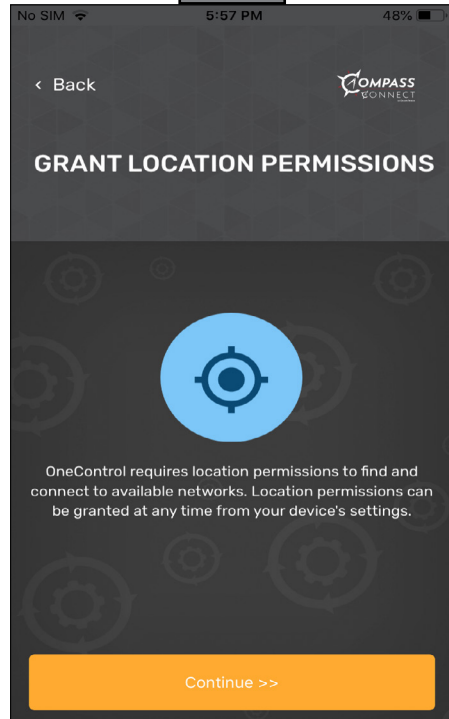 No SIM 5:57 PM 48%
< Back
COMPASS
CONNECT
GRANT LOCATION PERMISSIONS
OneControl requires location permissions to find and
connect to available networks. Location permissions can
be granted at any time from your device's settings.
Continue >>